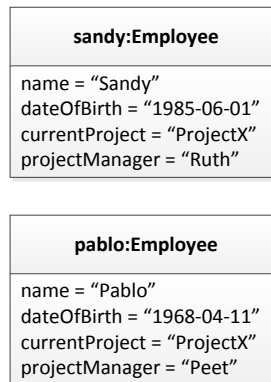 sandy:Employee
name = “Sandy”
dateOfBirth = “1985-06-01”
currentProject = “ProjectX”
projectManager = “Ruth”
pablo:Employee
name = “Pablo”
dateOfBirth = “1968-04-11”
currentProject = “ProjectX”
projectManager = “Peet”